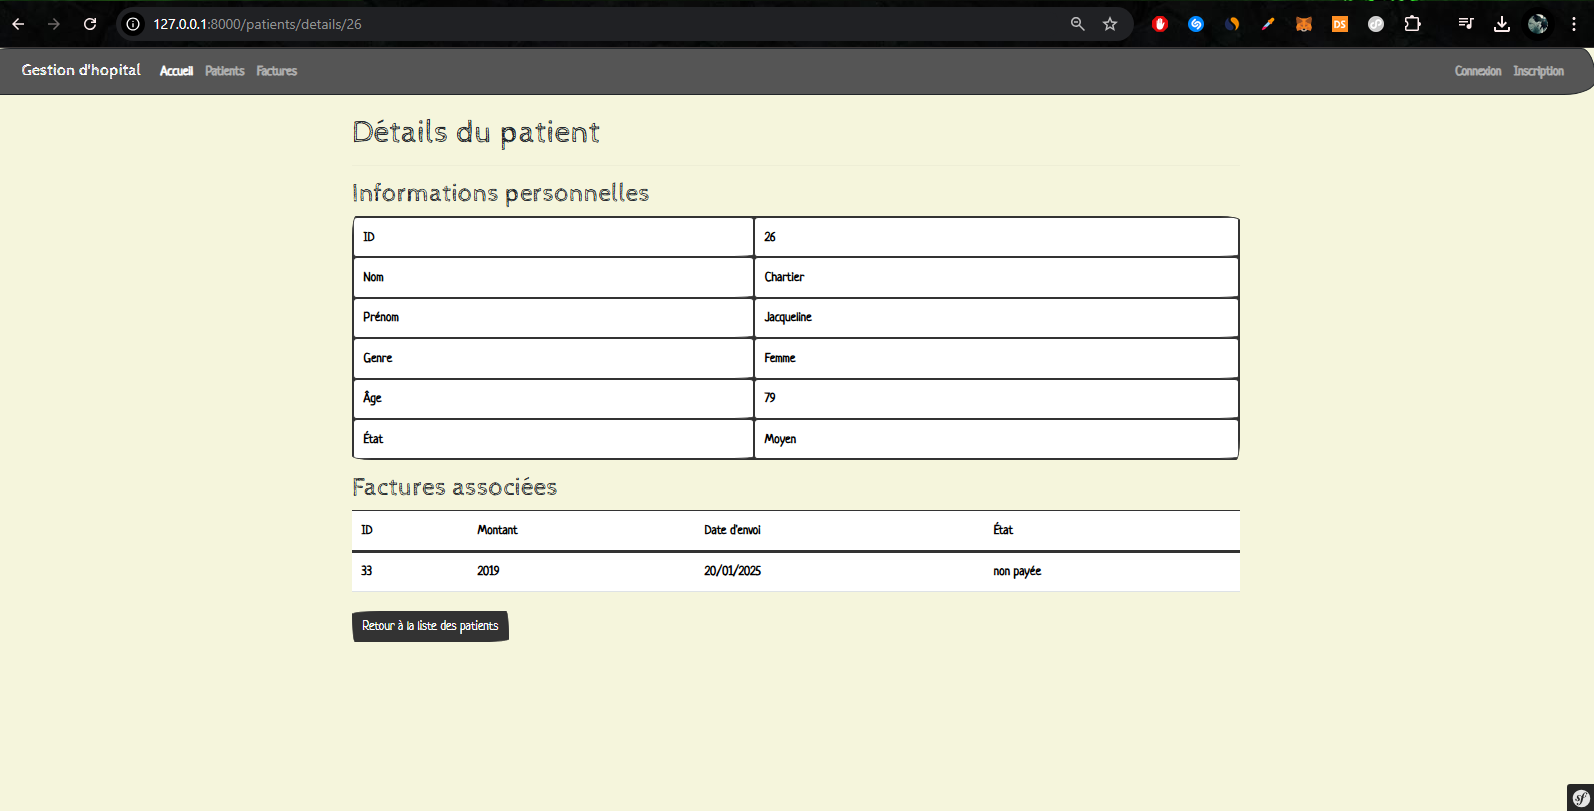 127.0.0.1:8000/patients/details/26
DS
Gestion d'hopital Accueil Patients Factures Connexion Inscription
Détails du patient
Informations personnelles
ID 26
Nom Chartier
Prénom Jacqueline
Genre Femme
Âge 79
État Moyen
Factures associées
ID Montant Date d'envoi État
33 2019 20/01/2025 non payée
Retour à la liste des patients
sf